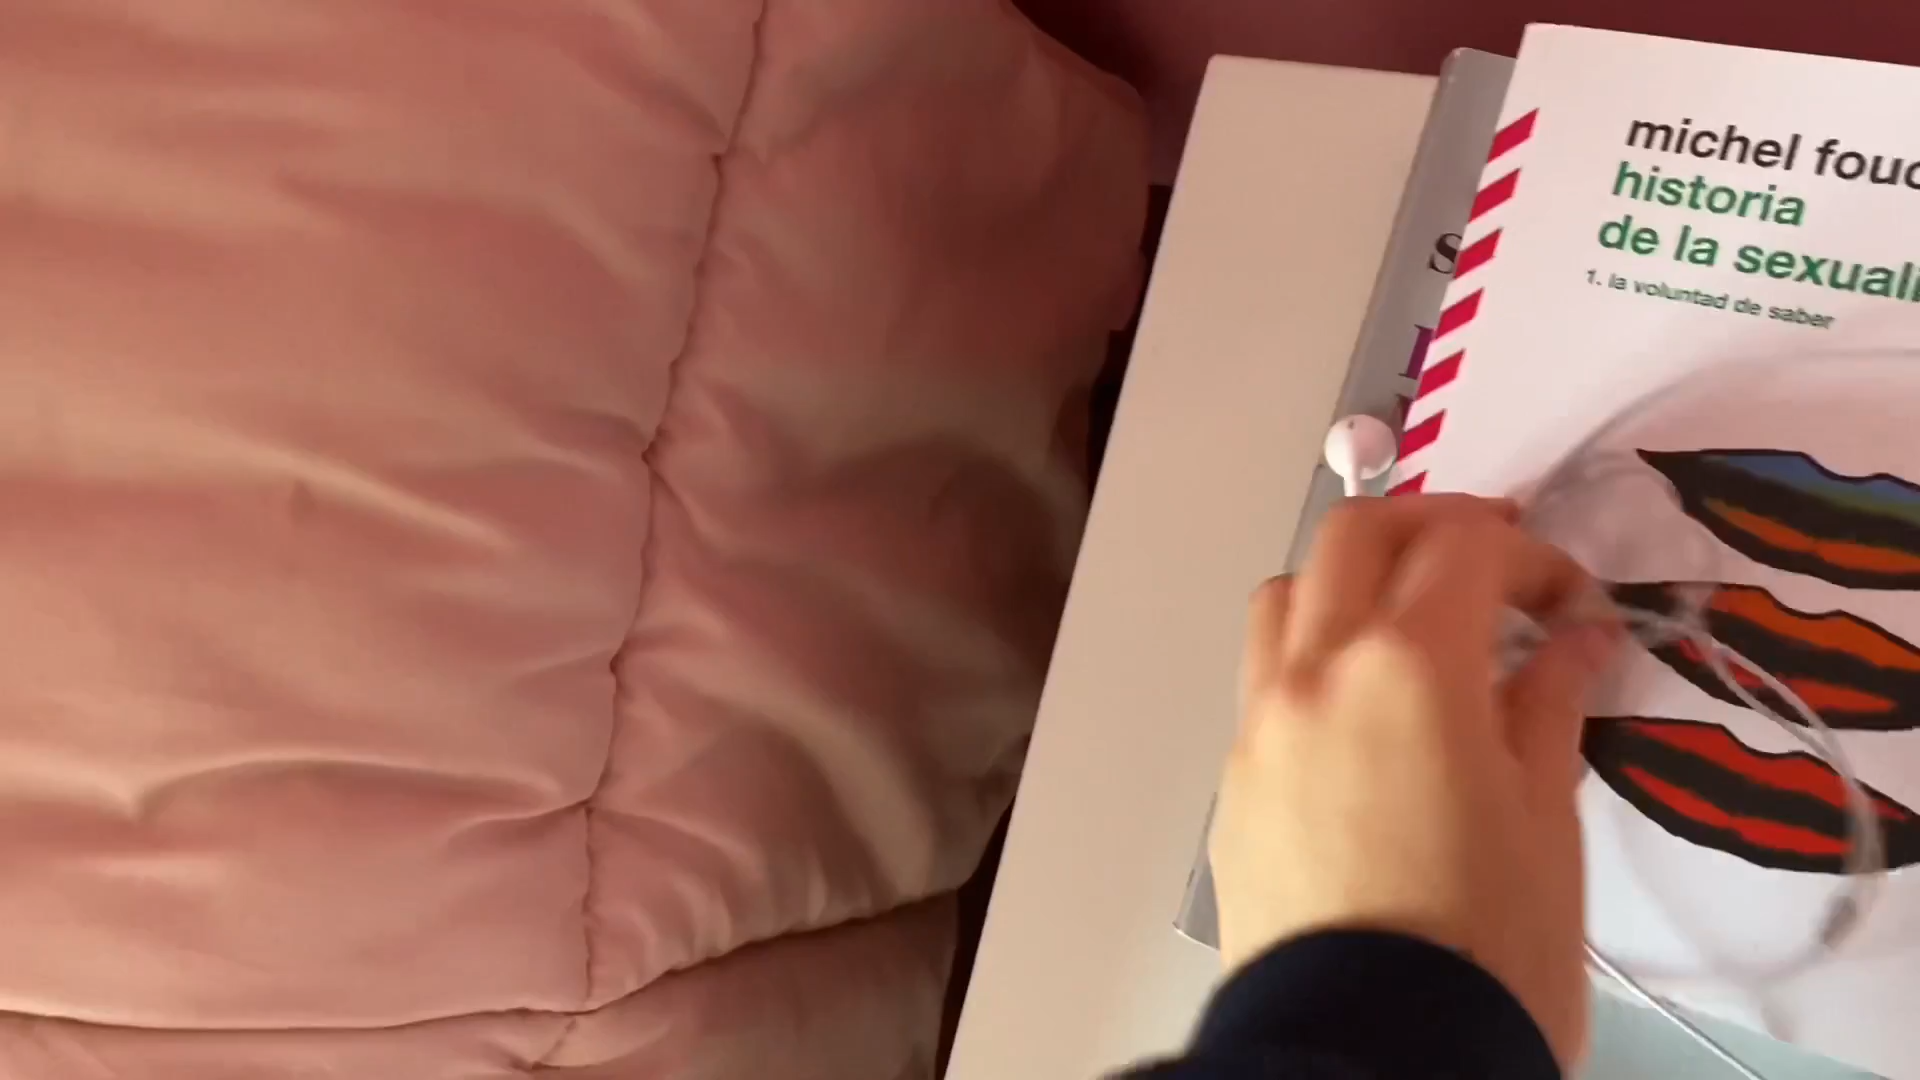 michel fouc
historia
de la sexuali
1. la voluntad de saber
S